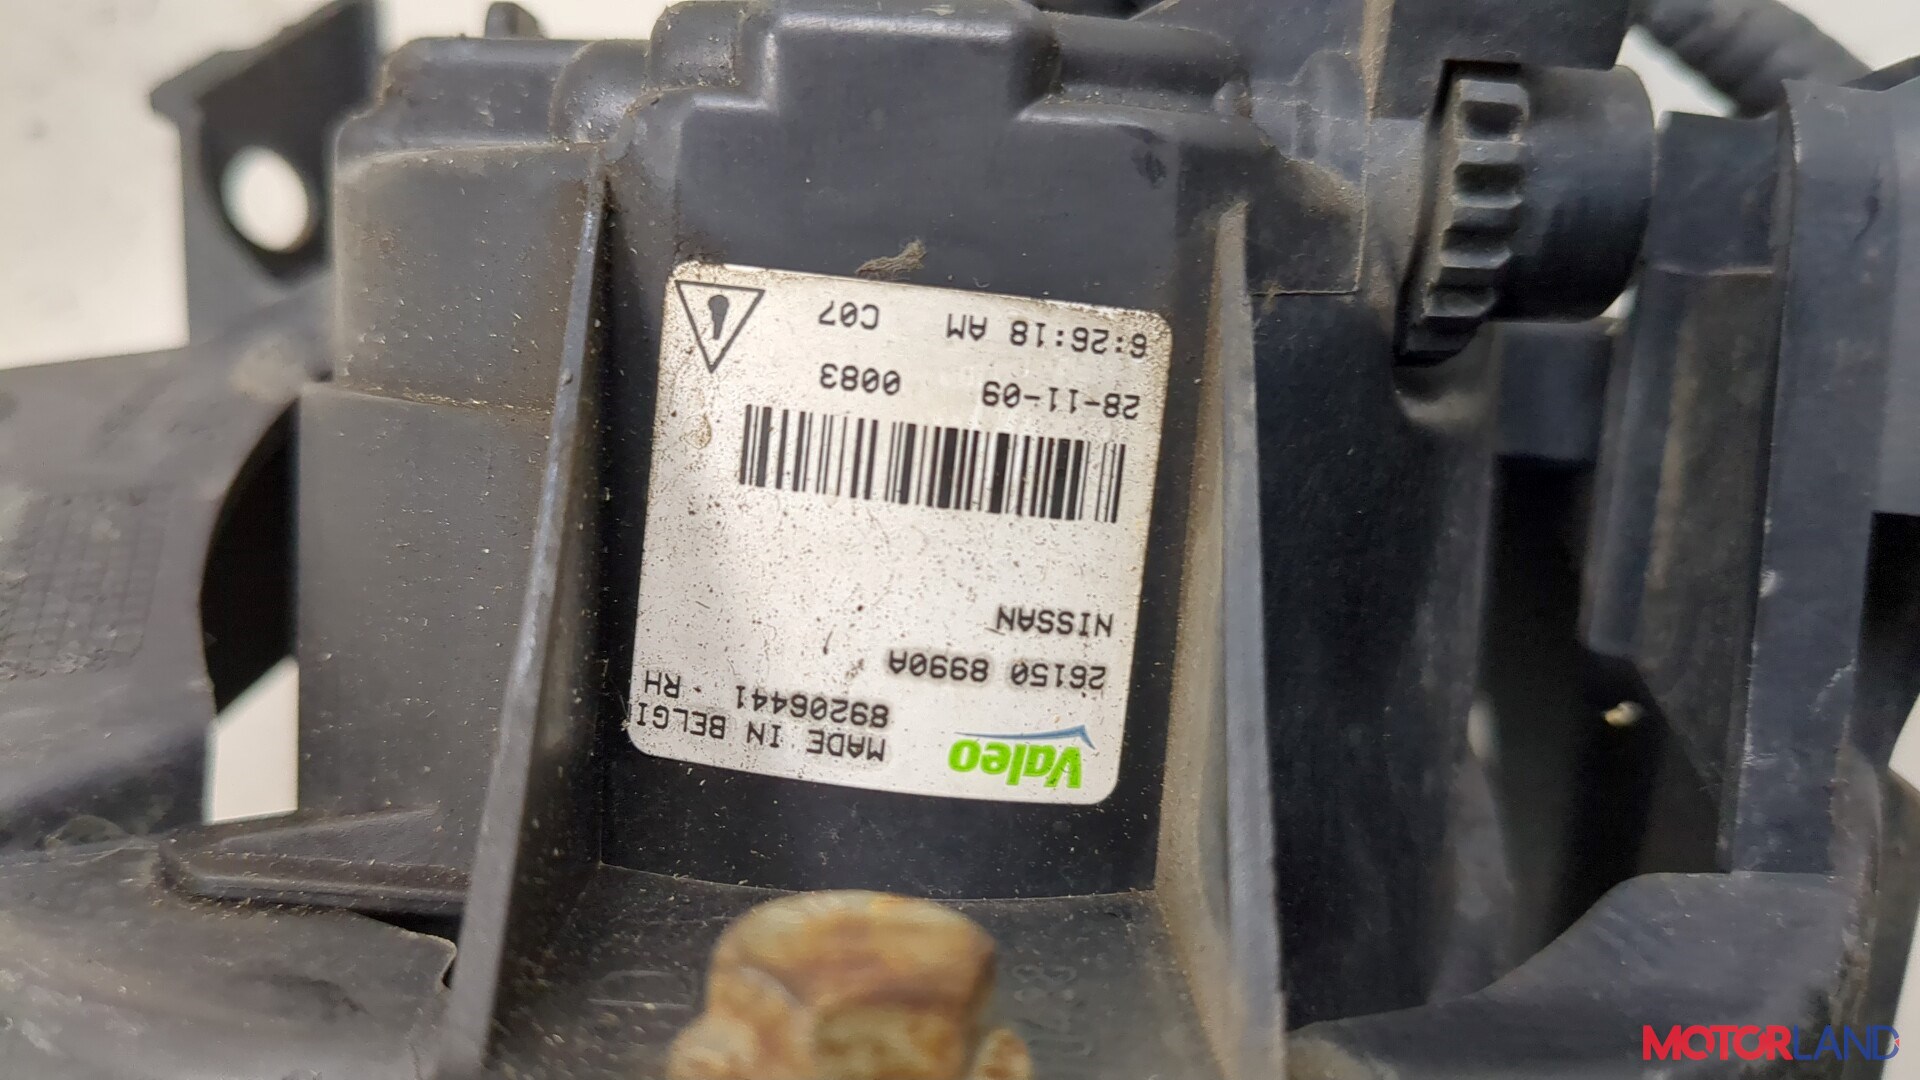 Valeo MADE IN BELGI
89206441 - RH
26150 8990A
NISSAN
28-11-09 0083
6:26:18 AM C07
MOTORLAND